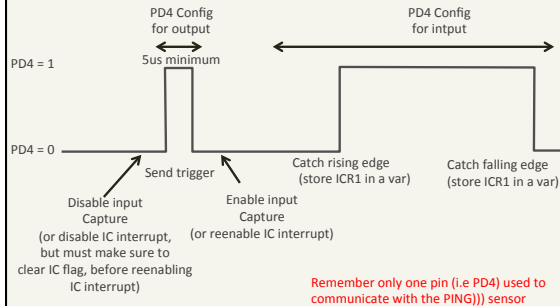 PD4 Config
for output
PD4 Config
for intput
5us minimum
PD4 = 1
PD4 = 0
Send trigger
Catch rising edge
(store ICR1 in a var)
Catch falling edge
(store ICR1 in a var)
Disable input
Capture
(or disable IC interrupt,
but must make sure to
clear IC flag, before reenabling
IC interrupt)
Enable input
Capture
(or reenable IC interrupt)
Remember only one pin (i.e PD4) used to
communicate with the PING))) sensor